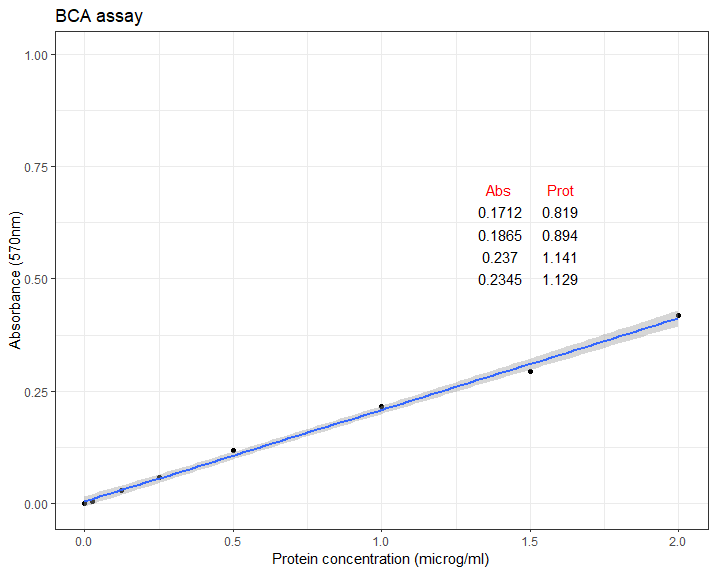 BCA assay
1.00
0.75
0.50
0.25
0.00
Absorbance (570nm)
Abs Prot
0.1712 0.819
0.1865 0.894
0.237 1.141
0.2345 1.129
0.0 0.5 1.0 1.5 2.0
Protein concentration (microg/ml)